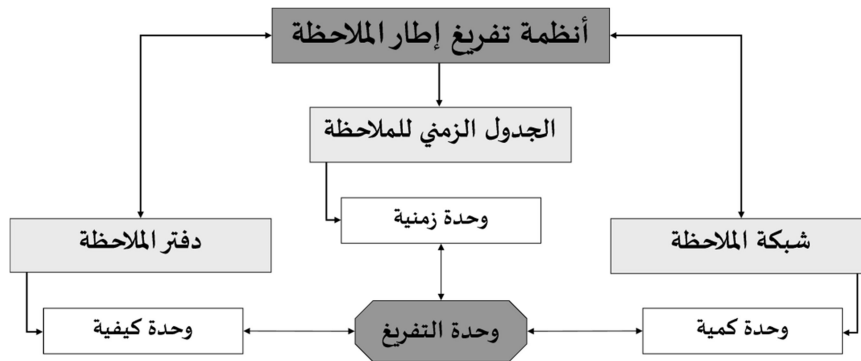 أنظمة تفريغ إطار الملاحظة
الجدول الزمني للملاحظة
وحدة زمنية
شبكة الملاحظة
دفتر الملاحظة
وحدة كمية
وحدة التفريغ
وحدة كيفية